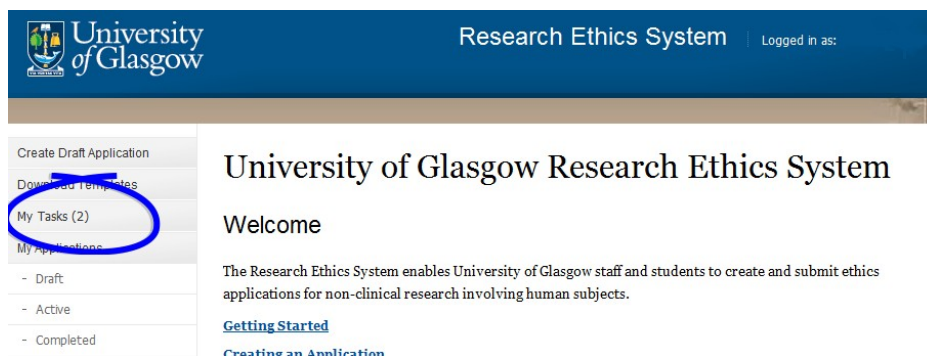 University
of Glasgow
Research Ethics System
Logged in as:
Create Draft Application
Download Templates
My Tasks (2)
My Applications
- Draft
- Active
- Completed
University of Glasgow Research Ethics System
Welcome
The Research Ethics System enables University of Glasgow staff and students to create and submit ethics
applications for non-clinical research involving human subjects.
Getting Started
Creating an Application